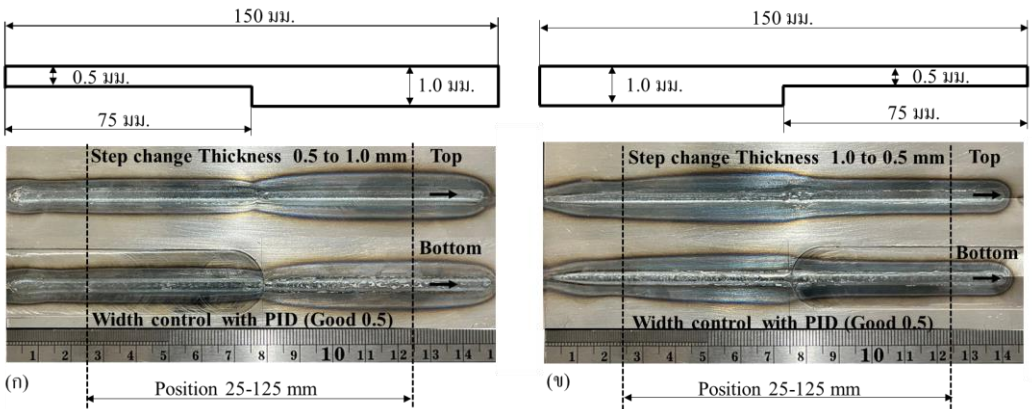 150 มม.
0.5 มม.
1.0 มม.
75 มม.
Step change Thickness 0.5 to 1.0 mm Top
Bottom
Width control with PID (Good 0.5)
1 2 3 4 5 6 7 8 9 10 11 12 13 14 1
(ก)
Position 25-125 mm
150 มม.
1.0 มม.
0.5 มม.
75 มม.
Step change Thickness 1.0 to 0.5 mm Top
Bottom
Width control with PID (Good 0.5)
1 2 3 4 5 6 7 8 9 10 11 12 13 14
(ข)
Position 25-125 mm